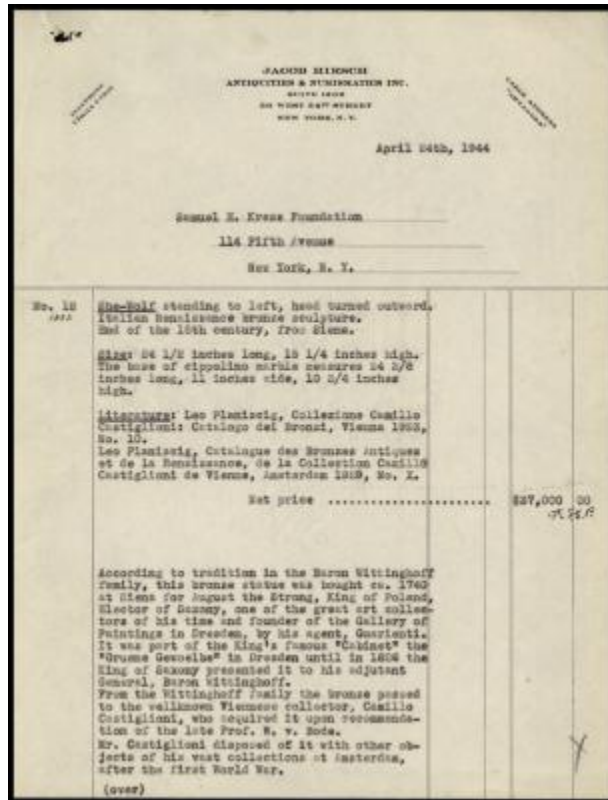 JACOB HIRSCH
ANTIQUITIES & NUMISMATICS INC.
SUITE
30 WEST 54TH STREET
NEW YORK, N. Y.
CABLE ADDRESS
April 24th, 1944
Samuel H. Kress Foundation
114 Fifth Avenue
New York, N. Y.
No. 12
She-Wolf standing to left, head turned outward.
Italian Renaissance bronze sculpture.
End of the 15th century, from Siena.
Size: 24 1/2 inches long, 15 1/4 inches high.
The base of cippolino marble measures 24 3/8
inches long, 11 inches wide, 10 3/4 inches
high.
Literature: Leo Planiscig, Collezione Camillo
Castiglioni: Catalogo dei Bronzi, Vienna 1923,
No. 10.
Leo Planiscig, Catalogue des Bronzes Antiques
et de la Renaissance, de la Collection Camillo
Castiglioni de Vienne, Amsterdam No. X.
Net price ........................ 00
According to tradition in the Baron Wittinghoff
family, this bronze statue was bought ca.
at Siena for August the Strong, King of Poland,
Elector of Saxony, one of the great art collec-
tors of his time and founder of the Gallery of
Paintings in Dresden, by his agent, Guarienti.
It was part of the King's famous "Cabinet" the
"Gruene Gewoelbe" in Dresden until in the
King of Saxony presented it to his adjutant
General, Baron Wittinghoff.
From the Wittinghoff family the bronze passed
to the wellknown Viennese collector, Camillo
Castiglioni, who acquired it upon recommenda-
tion of the late Prof. W. v. Bode.
Mr. Castiglioni disposed of it with other ob-
jects of his vast collections at Amsterdam,
after the first World War.
(over)